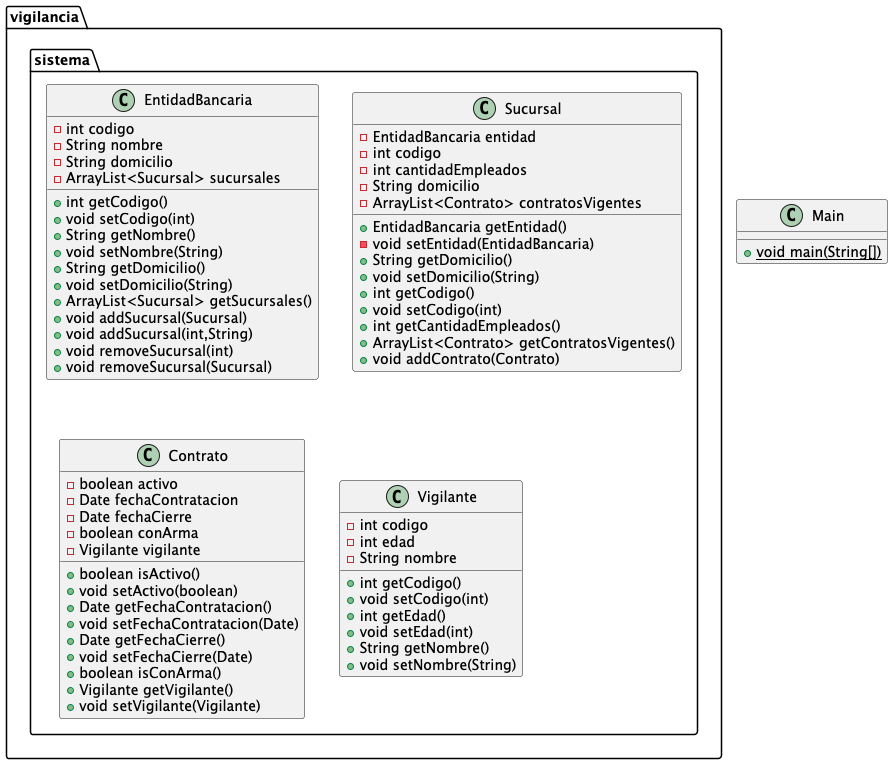 vigilancia
sistema
C EntidadBancaria
int codigo
String nombre
String domicilio
ArrayList<Sucursal> sucursales
int getCodigo()
void setCodigo(int)
String getNombre()
void setNombre(String)
String getDomicilio()
void setDomicilio(String)
ArrayList<Sucursal> getSucursales()
void addSucursal(Sucursal)
void addSucursal(int,String)
void removeSucursal(int)
void removeSucursal(Sucursal)
C Sucursal
EntidadBancaria entidad
int codigo
int cantidadEmpleados
String domicilio
ArrayList<Contrato> contratosVigentes
EntidadBancaria getEntidad()
void setEntidad(EntidadBancaria)
String getDomicilio()
void setDomicilio(String)
int getCodigo()
void setCodigo(int)
int getCantidadEmpleados()
ArrayList<Contrato> getContratosVigentes()
void addContrato(Contrato)
C Main
void main(String[])
C Contrato
boolean activo
Date fechaContratacion
Date fechaCierre
boolean conArma
Vigilante vigilante
boolean isActivo()
void setActivo(boolean)
Date getFechaContratacion()
void setFechaContratacion(Date)
Date getFechaCierre()
void setFechaCierre(Date)
boolean isConArma()
Vigilante getVigilante()
void setVigilante(Vigilante)
C Vigilante
int codigo
int edad
String nombre
int getCodigo()
void setCodigo(int)
int getEdad()
void setEdad(int)
String getNombre()
void setNombre(String)